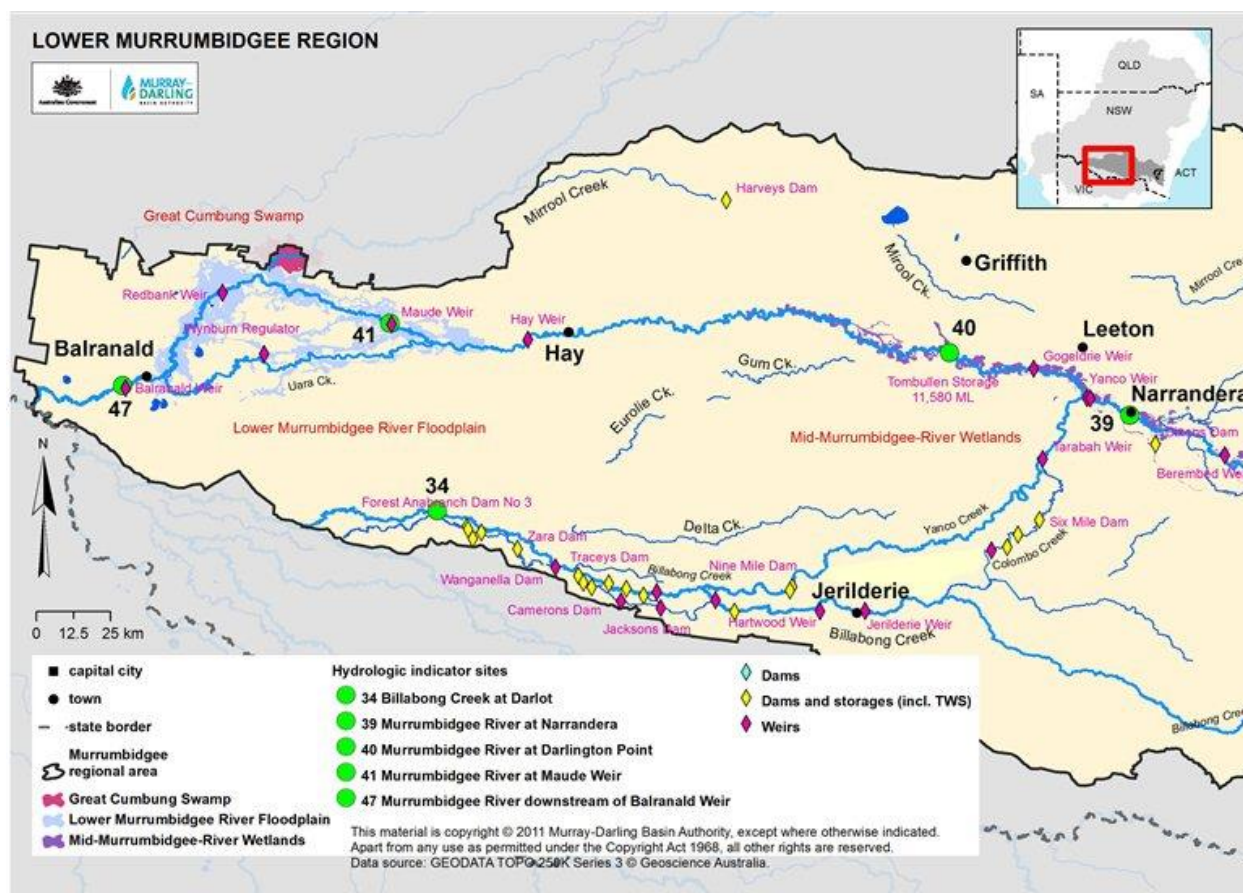 LOWER MURRUMBIDGEE REGION
Australian Government
MURRAY-
DARLING
BASIN AUTHORITY
QLD
SA
NSW
ACT
VIC
Mirrool Creek
Harveys Dam
Great Cumbung Swamp
Griffith
Mirool Ck.
Mirrool Cree
Redbank Weir
Maude Weir
Hay Weir
40
Leeton
41
Hay
Gogeldrie Weir
Balranald
Gum Ck.
Tombullen Storage
11,580 ML
Yanco Weir
Balranald Weir
Uara Ck.
Narrandera
47
Eurolie Ck.
39
Lower Murrumbidgee River Floodplain
Mid-Murrumbidgee-River Wetlands
Tarabah Weir
N
34
Forest Anabranch Dam No 3
Delta Ck.
Yanco Creek
Six Mile Dam
Zara Dam
Colombo Creek
Traceys Dam
Billabong Creek
Nine Mile Dam
Wanganella Dam
Jerilderie
Camerons Dam
Jacksons Dam
Hartwood Weir
Jerilderie Weir
Billabong Creek
0 12.5 25 km
Billabong Creek
capital city
town
state border
Murrumbidgee
regional area
Great Cumbung Swamp
Lower Murrumbidgee River Floodplain
Mid-Murrumbidgee-River Wetlands
Hydrologic indicator sites
34 Billabong Creek at Darlot
39 Murrumbidgee River at Narrandera
40 Murrumbidgee River at Darlington Point
41 Murrumbidgee River at Maude Weir
47 Murrumbidgee River downstream of Balranald Weir
Dams
Dams and storages (incl. TWS)
Weirs
This material is copyright © 2011 Murray-Darling Basin Authority, except where otherwise indicated.
Apart from any use as permitted under the Copyright Act 1968, all other rights are reserved.
Data source: GEODATA TOPO 250K Series 3 © Geoscience Australia.